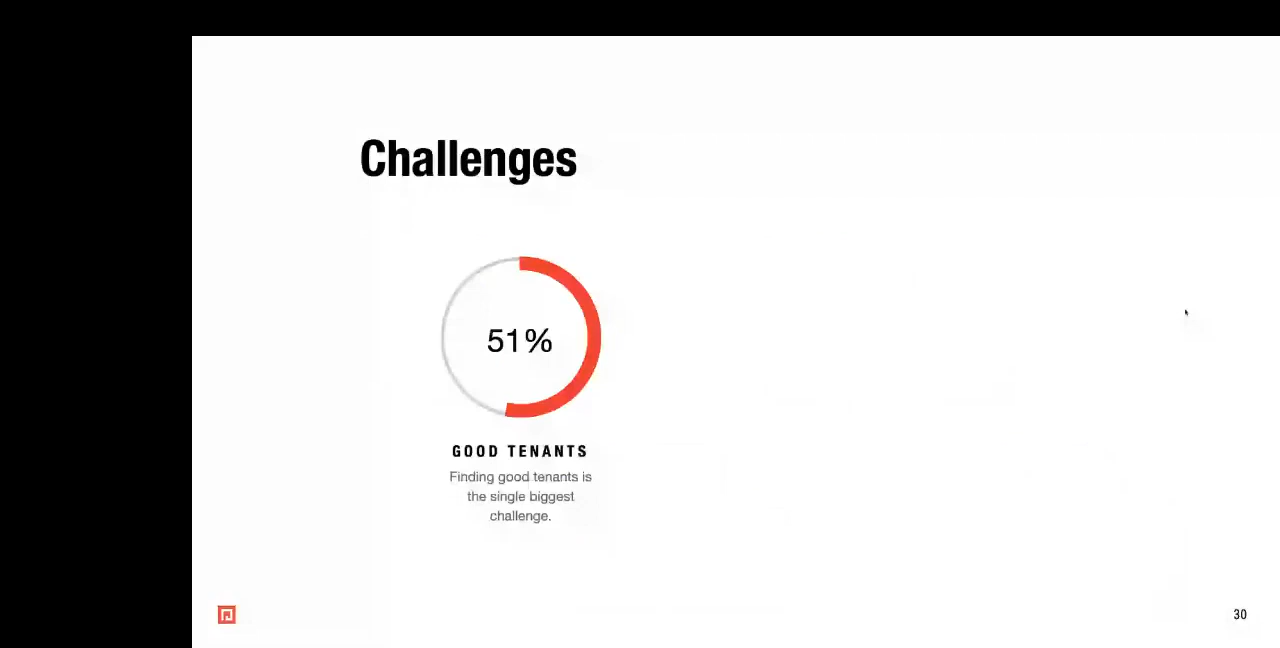 Challenges
51%
GOOD TENANTS
Finding good tenants is
the single biggest
challenge.
30